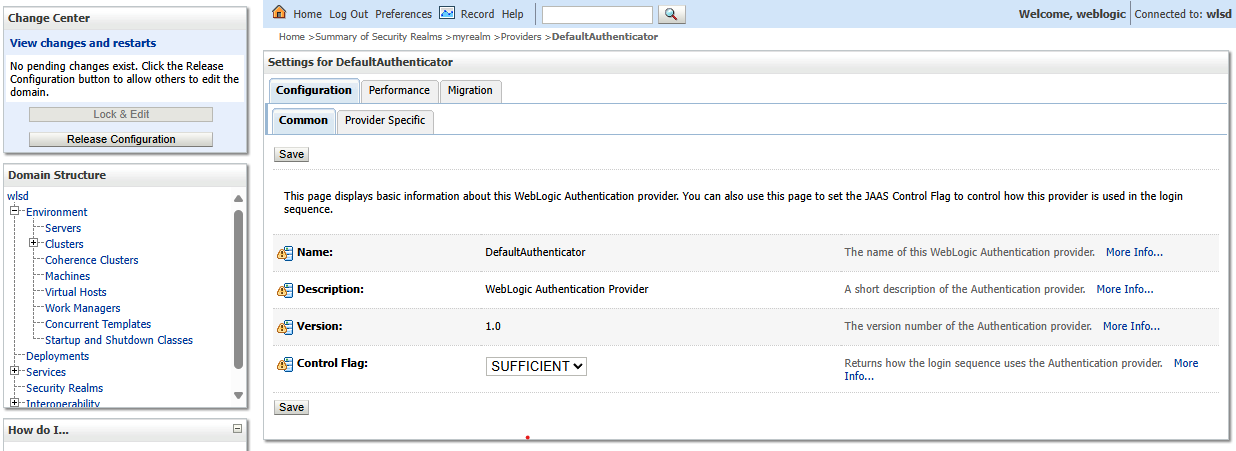 Change Center
View changes and restarts
No pending changes exist. Click the Release
Configuration button to allow others to edit the
domain.
Lock & Edit
Release Configuration
Domain Structure
wlsd
Environment
Servers
Clusters
Coherence Clusters
Machines
Virtual Hosts
Work Managers
Concurrent Templates
Startup and Shutdown Classes
Deployments
Services
Security Realms
Interoperability
How do I...
Home Log Out Preferences Record Help
Welcome, weblogic Connected to: wlsd
Home >Summary of Security Realms >myrealm >Providers >DefaultAuthenticator
Settings for DefaultAuthenticator
Configuration Performance Migration
Common Provider Specific
Save
This page displays basic information about this WebLogic Authentication provider. You can also use this page to set the JAAS Control Flag to control how this provider is used in the login
sequence.
Name: DefaultAuthenticator The name of this WebLogic Authentication provider. More Info...
Description: WebLogic Authentication Provider A short description of the Authentication provider. More Info...
Version: 1.0 The version number of the Authentication provider. More Info...
Control Flag: SUFFICIENT Returns how the login sequence uses the Authentication provider. More
Info...
Save